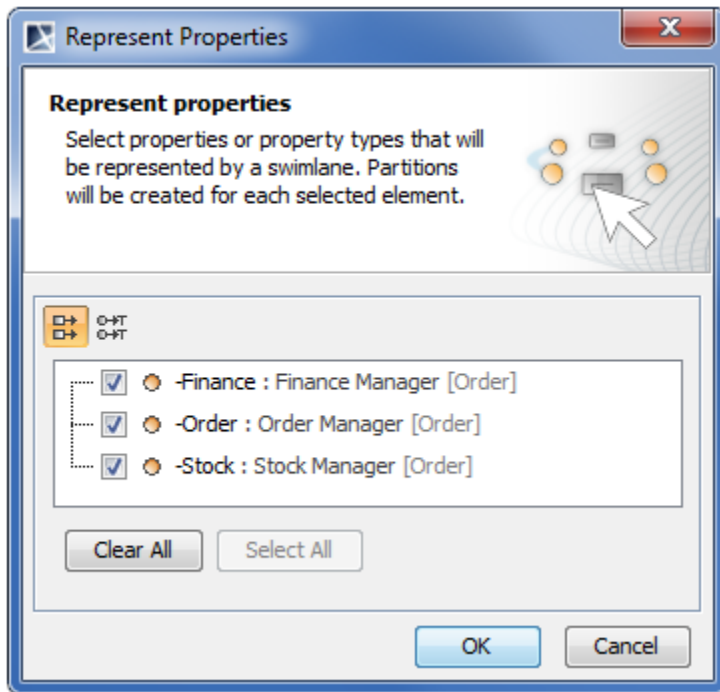 Represent Properties
Represent properties
Select properties or property types that will
be represented by a swimlane. Partitions
will be created for each selected element.
-Finance : Finance Manager [Order]
-Order : Order Manager [Order]
-Stock : Stock Manager [Order]
Clear All
Select All
OK
Cancel